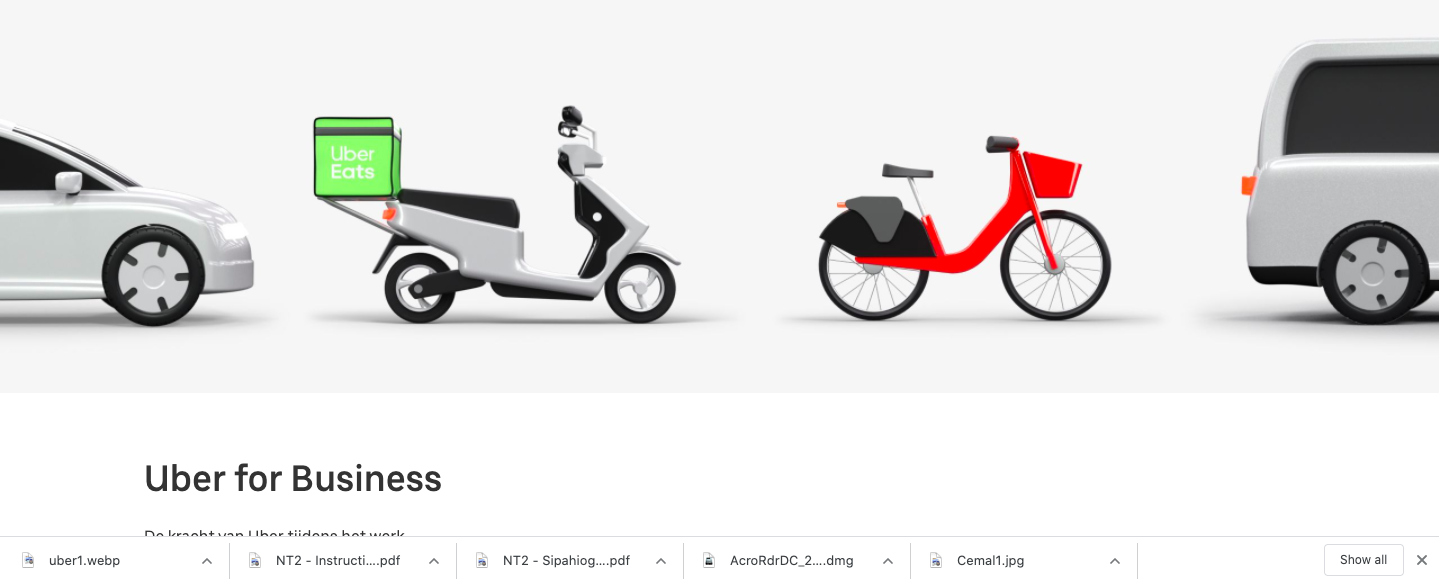 Uber
Eats
Uber for Business
De kracht van Uber tijdens het werk
uber1.webp
NT2 - Instructi....pdf
NT2 - Sipahiog....pdf
AcroRdrDC_2....dmg
Cemal1.jpg
Show all